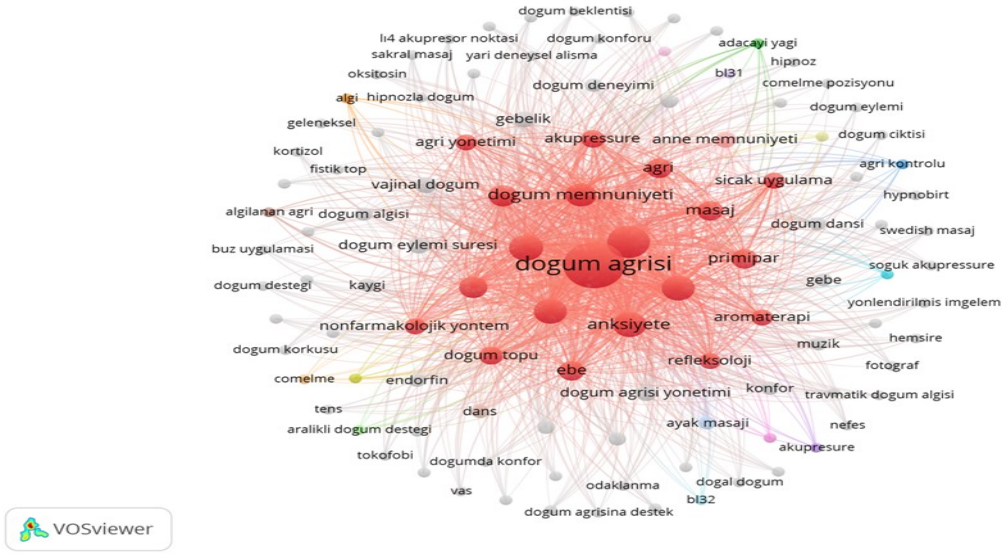 dogum beklentisi
lı4 akupresor noktasi
dogum konforu
adacayi yagi
sakral masaj
yari deneysel alisma
hipnoz
oksitosin
bl31
dogum deneyimi
comelme pozisyonu
algi
hipnozla dogum
dogum eylemi
geleneksel
gebelik
agri yonetimi
akupressure
anne memnuniyeti
dogum ciktisi
kortizol
fistik top
agri
agri kontrolu
vajinal dogum
dogum memnuniyeti
sicak uygulama
hypnobirt
algilanan agri
dogum algisi
masaj
dogum dansi
swedish masaj
buz uygulamasi
dogum eylemi suresi
dogum agrisi
primipar
soguk akupressure
dogum destegi
kaygi
gebe
yonlendirilmis imgelem
nonfarmakolojik yontem
anksiyete
aromaterapi
hemsire
dogum korkusu
dogum topu
refleksoloji
muzik
fotograf
comelme
endorfin
ebe
dogum agrisi yonetimi
konfor
travmatik dogum algisi
tens
dans
ayak masaji
nefes
aralikli dogum destegi
akupresure
tokofobi
dogumda konfor
vas
odaklanma
dogal dogum
bl32
dogum agrisina destek
VOSviewer